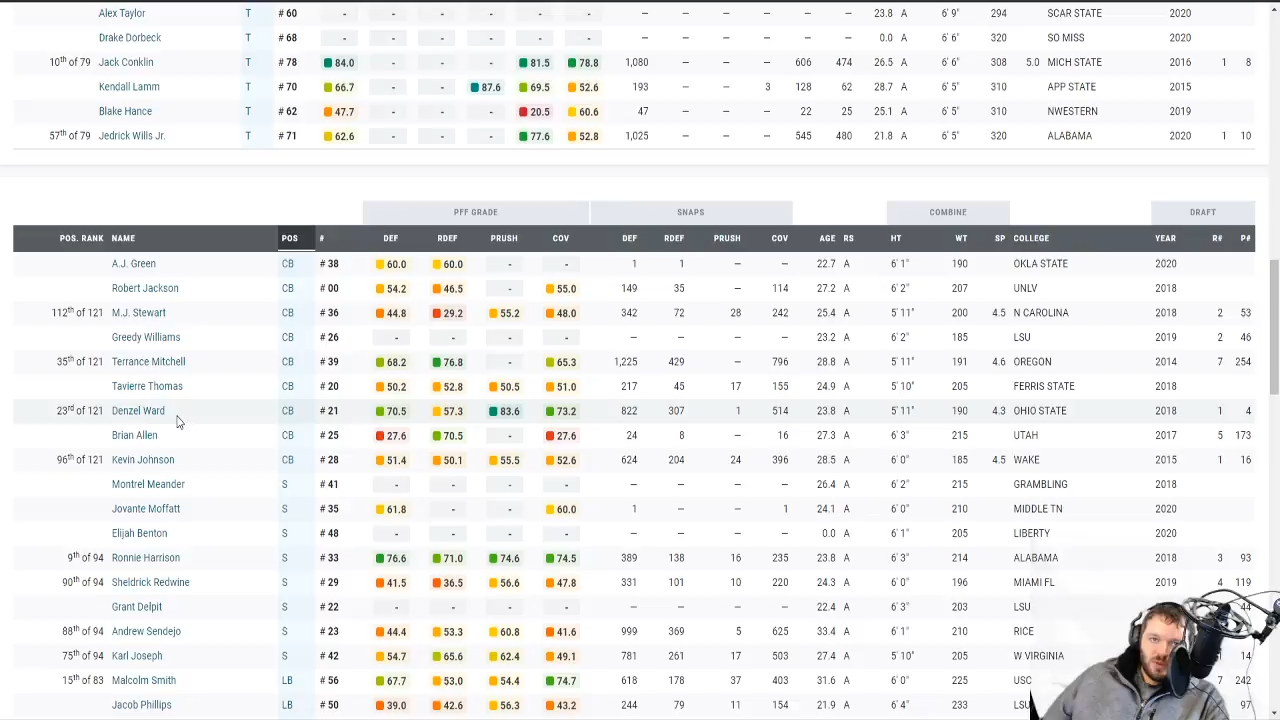 Alex Taylor T # 60 - - - - - - — — — — — — 23.8 A 6' 9" 294 SCAR STATE 2020
Drake Dorbeck T # 68 - - - - - - — — — — — — 0.0 A 6' 6" 320 SO MISS 2020
10th of 79 Jack Conklin T # 78 84.0 - - - 81.5 78.8 1,080 — — — 606 474 26.5 A 6' 6" 308 5.0 MICH STATE 2016 1 8
Kendall Lamm T # 70 66.7 - - 87.6 69.5 52.6 193 — — 3 128 62 28.7 A 6' 5" 310 APP STATE 2015
Blake Hance T # 62 47.7 - - - 20.5 60.6 47 — — — 22 25 25.1 A 6' 5" 310 NWESTERN 2019
57th of 79 Jedrick Wills Jr. T # 71 62.6 - - - 77.6 52.8 1,025 — — — 545 480 21.8 A 6' 5" 320 ALABAMA 2020 1 10
PFF GRADE SNAPS COMBINE DRAFT
POS. RANK NAME POS # DEF RDEF PRUSH COV DEF RDEF PRUSH COV AGE RS HT WT SP COLLEGE YEAR R# P#
A.J. Green CB # 38 60.0 60.0 - - 1 1 — — 22.7 A 6' 1" 190 OKLA STATE 2020
Robert Jackson CB # 00 54.2 46.5 - 55.0 149 35 — 114 27.2 A 6' 2" 207 UNLV 2018
112th of 121 M.J. Stewart CB # 36 44.8 29.2 55.2 48.0 342 72 28 242 25.4 A 5' 11" 200 4.5 N CAROLINA 2018 2 53
Greedy Williams CB # 26 - - - - — — — — 23.2 A 6' 2" 185 LSU 2019 2 46
35th of 121 Terrance Mitchell CB # 39 68.2 76.8 - 65.3 1,225 429 — 796 28.8 A 5' 11" 191 4.6 OREGON 2014 7 254
Tavierre Thomas CB # 20 50.2 52.8 50.5 51.0 217 45 17 155 24.9 A 5' 10" 205 FERRIS STATE 2018
23rd of 121 Denzel Ward CB # 21 70.5 57.3 83.6 73.2 822 307 1 514 23.8 A 5' 11" 190 4.3 OHIO STATE 2018 1 4
Brian Allen CB # 25 27.6 70.5 - 27.6 24 8 — 16 27.3 A 6' 3" 215 UTAH 2017 5 173
96th of 121 Kevin Johnson CB # 28 51.4 50.1 55.5 52.6 624 204 24 396 28.5 A 6' 0" 185 4.5 WAKE 2015 1 16
Montrel Meander S # 41 - - - - — — — — 26.4 A 6' 2" 215 GRAMBLING 2018
Jovante Moffatt S # 35 61.8 - - 60.0 1 — — 1 24.1 A 6' 0" 210 MIDDLE TN 2020
Elijah Benton S # 48 - - - - — — — — 0.0 A 6' 1" 205 LIBERTY 2020
9th of 94 Ronnie Harrison S # 33 76.6 71.0 74.6 74.5 389 138 16 235 23.8 A 6' 3" 214 ALABAMA 2018 3 93
90th of 94 Sheldrick Redwine S # 29 41.5 36.5 56.6 47.8 331 101 10 220 24.3 A 6' 0" 196 MIAMI FL 2019 4 119
Grant Delpit S # 22 - - - - — — — — 22.4 A 6' 3" 203 LSU 44
88th of 94 Andrew Sendejo S # 23 44.4 53.3 60.8 41.6 999 369 5 625 33.4 A 6' 1" 210 RICE
75th of 94 Karl Joseph S # 42 54.7 65.6 62.4 49.1 781 261 17 503 27.4 A 5' 10" 205 W VIRGINIA 1 14
15th of 83 Malcolm Smith LB # 56 67.7 53.0 54.4 74.7 618 178 37 403 31.6 A 6' 0" 225 USC 7 242
Jacob Phillips LB # 50 39.0 42.6 56.3 43.2 244 79 11 154 21.9 A 6' 4" 233 LSU 97